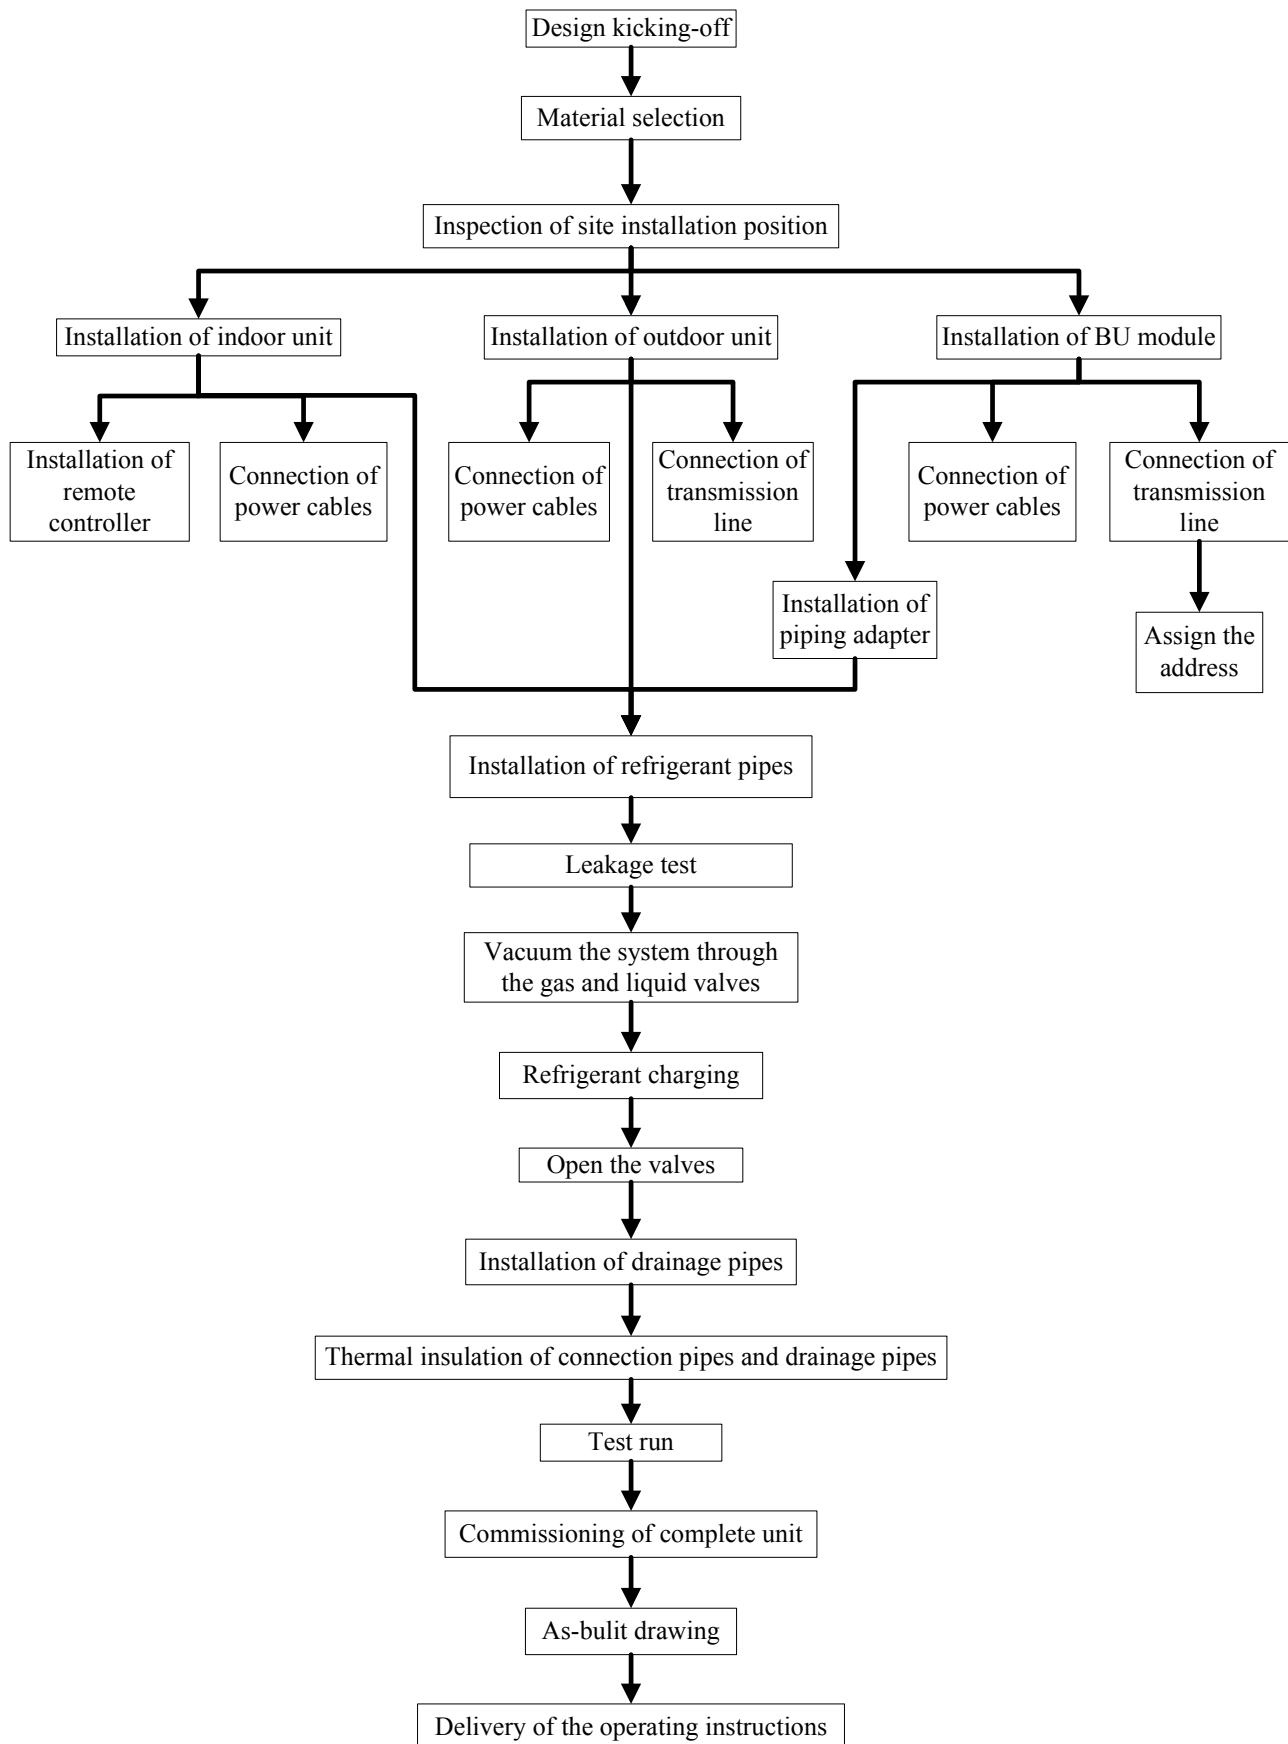 Design kicking-off
Material selection
Inspection of site installation position
Installation of indoor unit
Installation of outdoor unit
Installation of BU module
Installation of
remote
controller
Connection of
power cables
Connection of
power cables
Connection of
transmission
line
Connection of
power cables
Connection of
transmission
line
Installation of
piping adapter
Assign the
address
Installation of refrigerant pipes
Leakage test
Vacuum the system through
the gas and liquid valves
Refrigerant charging
Open the valves
Installation of drainage pipes
Thermal insulation of connection pipes and drainage pipes
Test run
Commissioning of complete unit
As-bulit drawing
Delivery of the operating instructions